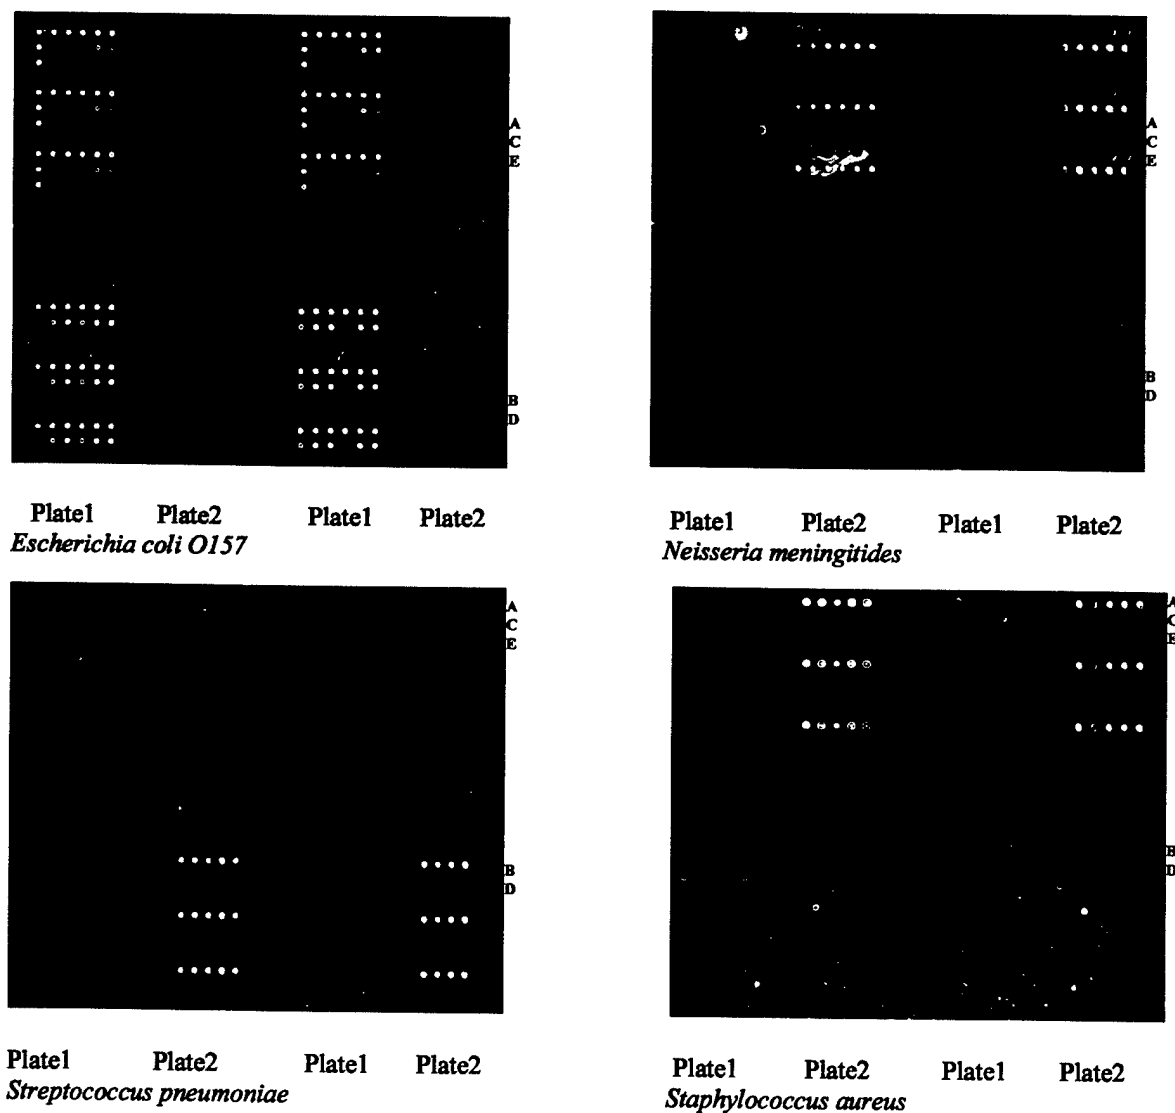 A
C
E
B
D
Plate1 Plate2 Plate1 Plate2
Escherichia coli O157
A
C
E
B
D
Plate1 Plate2 Plate1 Plate2
Neisseria meningitides
A
C
E
B
D
Plate1 Plate2 Plate1 Plate2
Streptococcus pneumoniae
A
C
E
B
D
Plate1 Plate2 Plate1 Plate2
Staphylococcus aureus